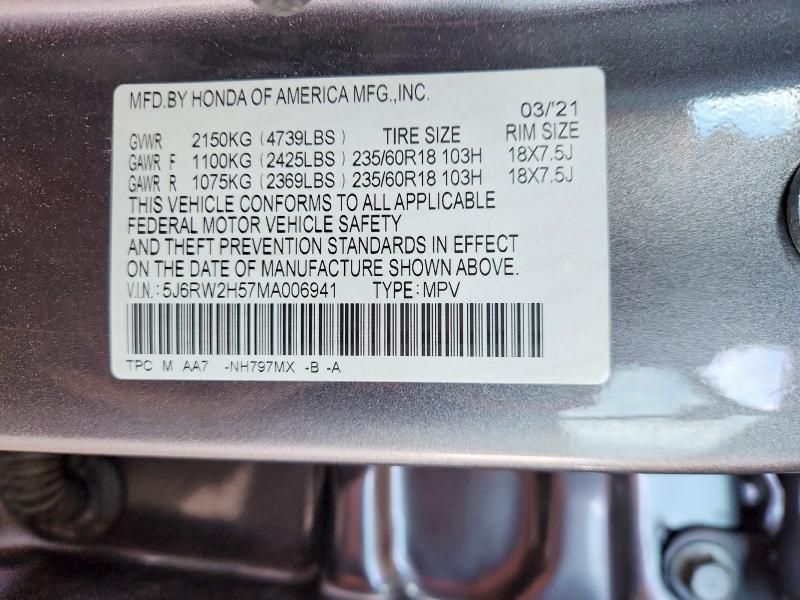 MFD.BY HONDA OF AMERICA MFG.,INC.
03/'21
GVWR 2150KG (4739LBS) TIRE SIZE RIM SIZE
GAWR F 1100KG (2425LBS) 235/60R18 103H 18X7.5J
GAWR R 1075KG (2369LBS) 235/60R18 103H 18X7.5J
THIS VEHICLE CONFORMS TO ALL APPLICABLE
FEDERAL MOTOR VEHICLE SAFETY
AND THEFT PREVENTION STANDARDS IN EFFECT
ON THE DATE OF MANUFACTURE SHOWN ABOVE.
V.I.N.: 5J6RW2H57MA006941 TYPE: MPV
TPC M AA7 -NH797MX -B -A